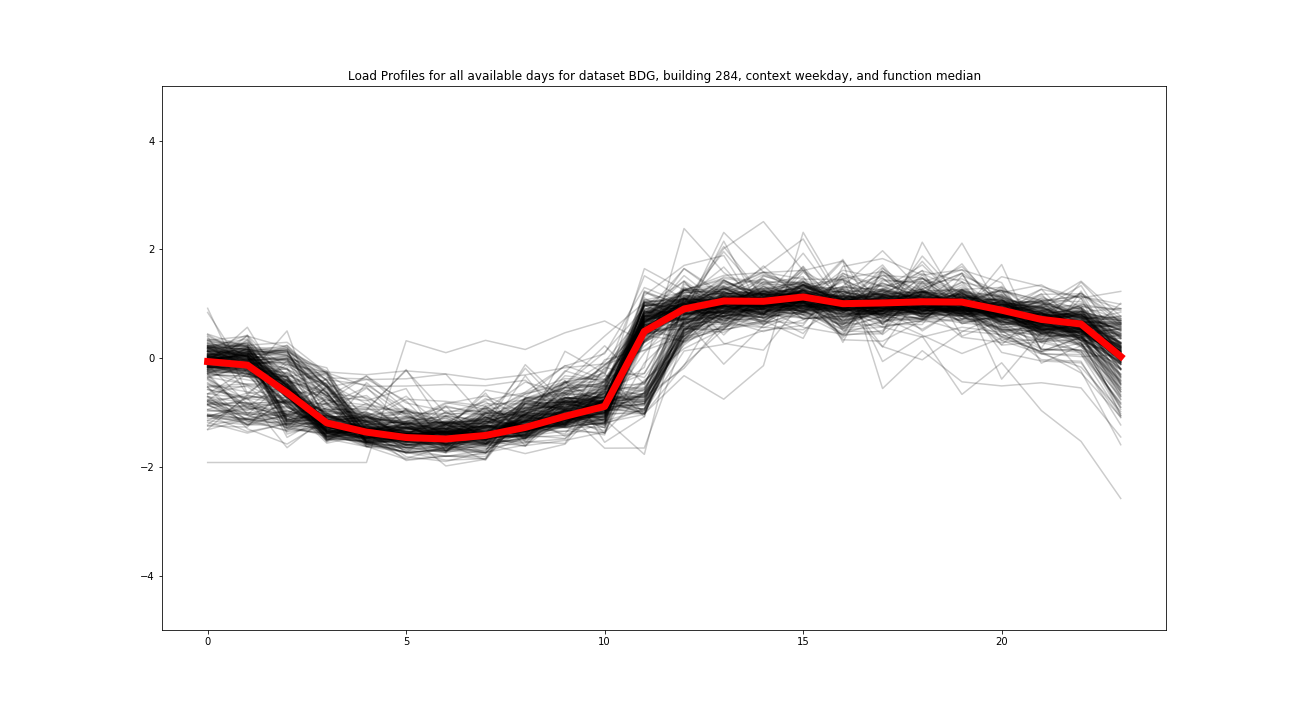 Load Profiles for all available days for dataset BDG, building 284, context weekday, and function median
4
2
0
−2
−4
0 5 10 15 20